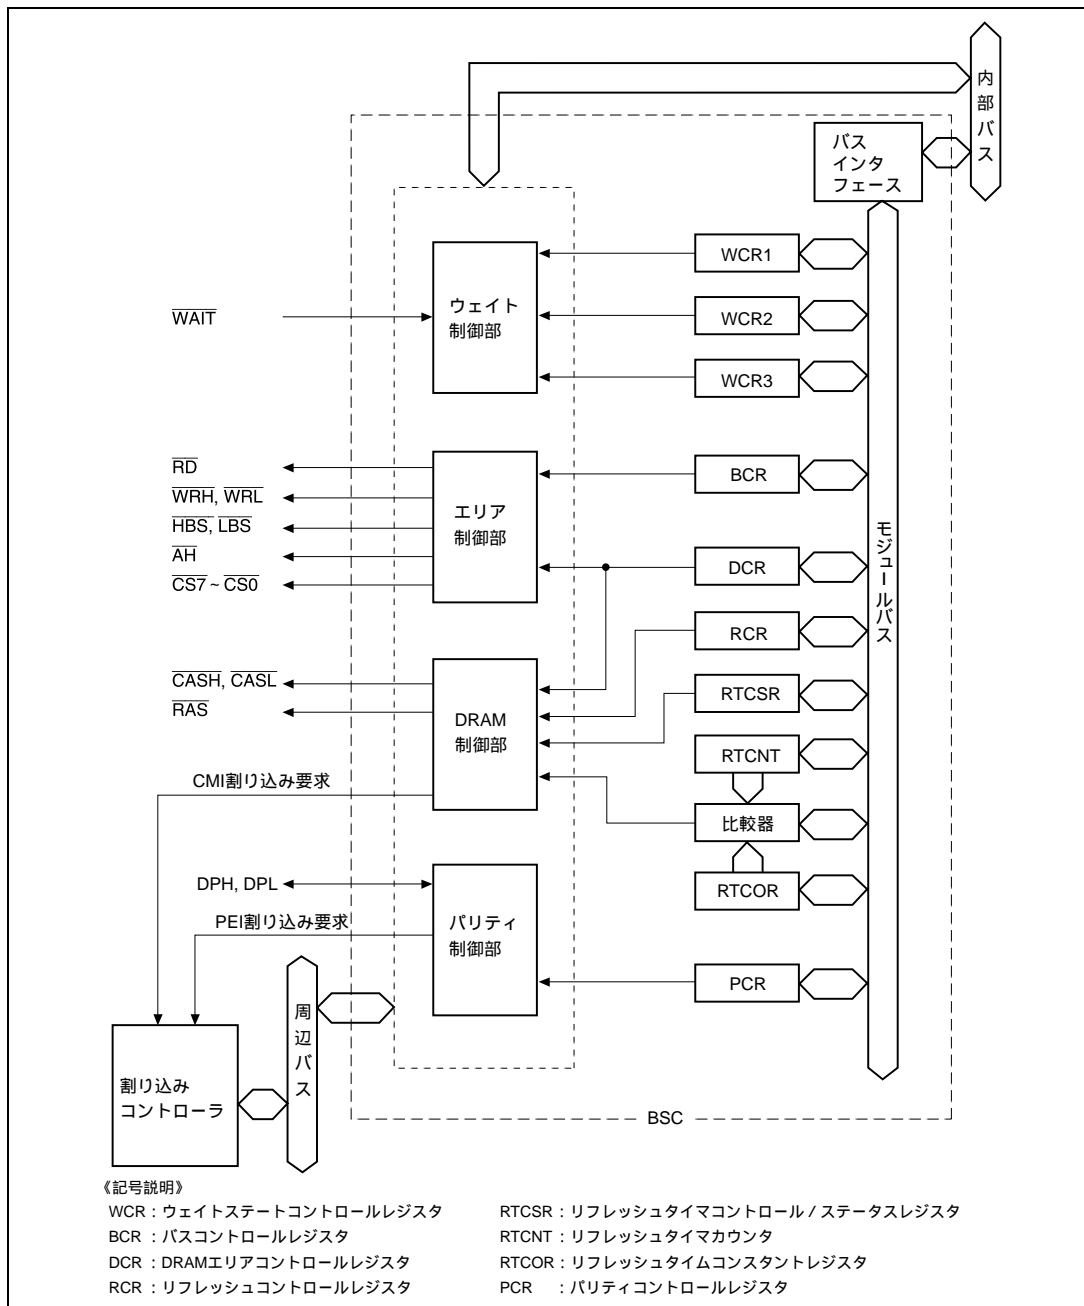 内部バス
バス
インタ
フェース
WCR1
ウェイト
制御部
WAIT
WCR2
WCR3
RD
WRH, WRL
HBS, LBS
AH
CS7 ~ CS0
エリア
制御部
BCR
DCR
モジュールバス
RCR
CASH, CASL
RAS
DRAM
制御部
RTCSR
RTCNT
CMI割り込み要求
比較器
DPH, DPL
RTCOR
PEI割り込み要求
パリティ
制御部
PCR
周辺バス
割り込み
コントローラ
BSC
《記号説明》
WCR : ウェイトステートコントロールレジスタ
BCR : バスコントロールレジスタ
DCR : DRAMエリアコントロールレジスタ
RCR : リフレッシュコントロールレジスタ
RTCSR : リフレッシュタイマコントロール / ステータスレジスタ
RTCNT : リフレッシュタイマカウンタ
RTCOR : リフレッシュタイムコンスタントレジスタ
PCR : パリティコントロールレジスタ